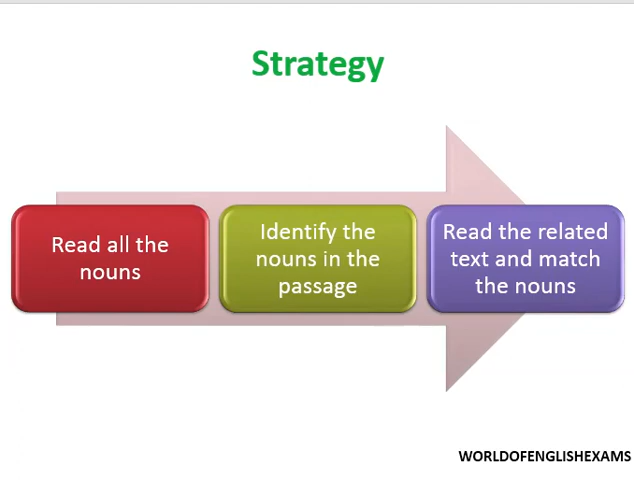 Strategy
Read all the
nouns
Identify the
nouns in the
passage
Read the related
text and match
the nouns
WORLDOFENGLISHEXAMS